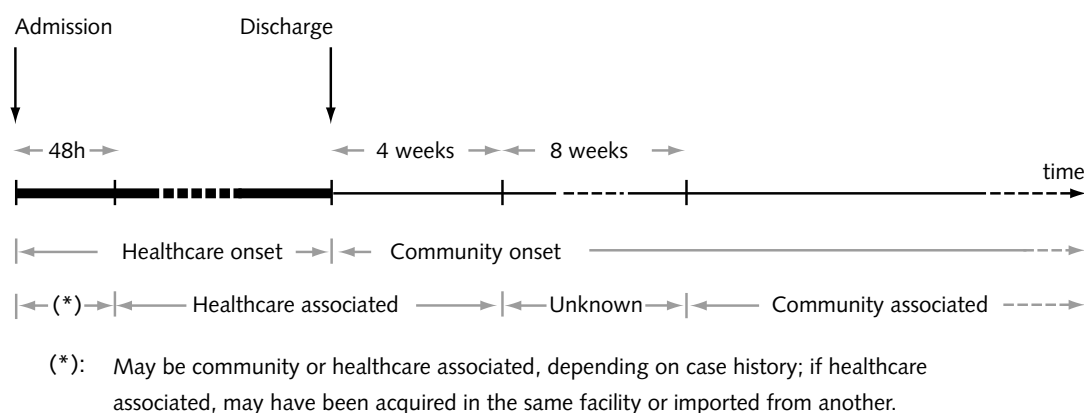 Admission Discharge
48h 4 weeks 8 weeks
time
Healthcare onset Community onset
(*) Healthcare associated Unknown Community associated
(*): May be community or healthcare associated, depending on case history; if healthcare
associated, may have been acquired in the same facility or imported from another.